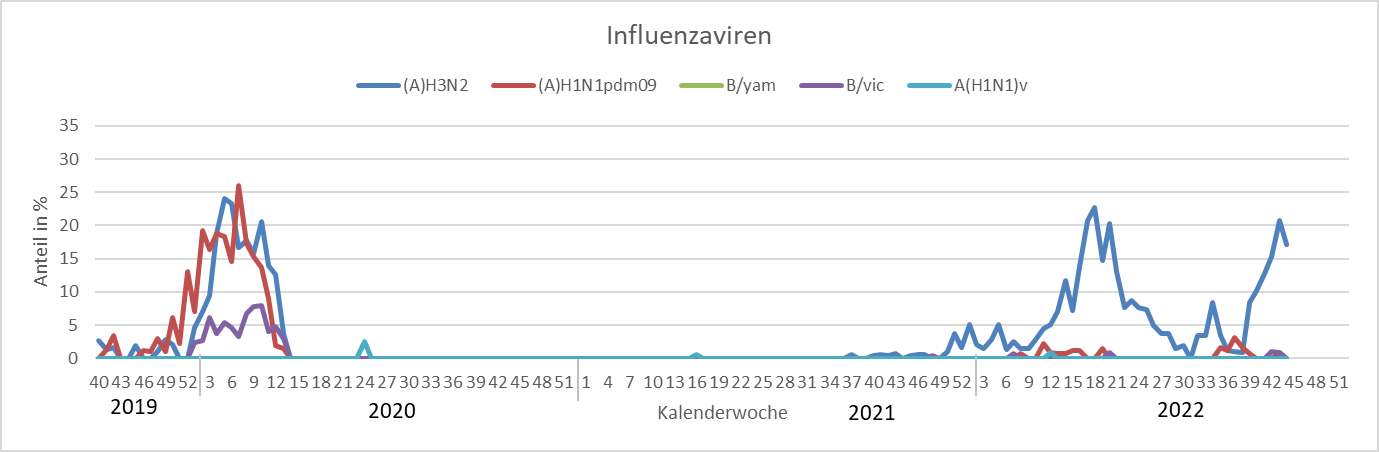 Influenzaviren
(A)H3N2 (A)H1N1pdm09 B/yam B/vic A(H1N1)v
Anteil in %
35
30
25
20
15
10
5
0
40 43 46 49 52 3 6 9 12 15 18 21 24 27 30 33 36 39 42 45 48 51 1 4 7 10 13 16 19 22 25 28 31 34 37 40 43 46 49 52 3 6 9 12 15 18 21 24 27 30 33 36 39 42 45 48 51
2019 2020 Kalenderwoche 2021 2022